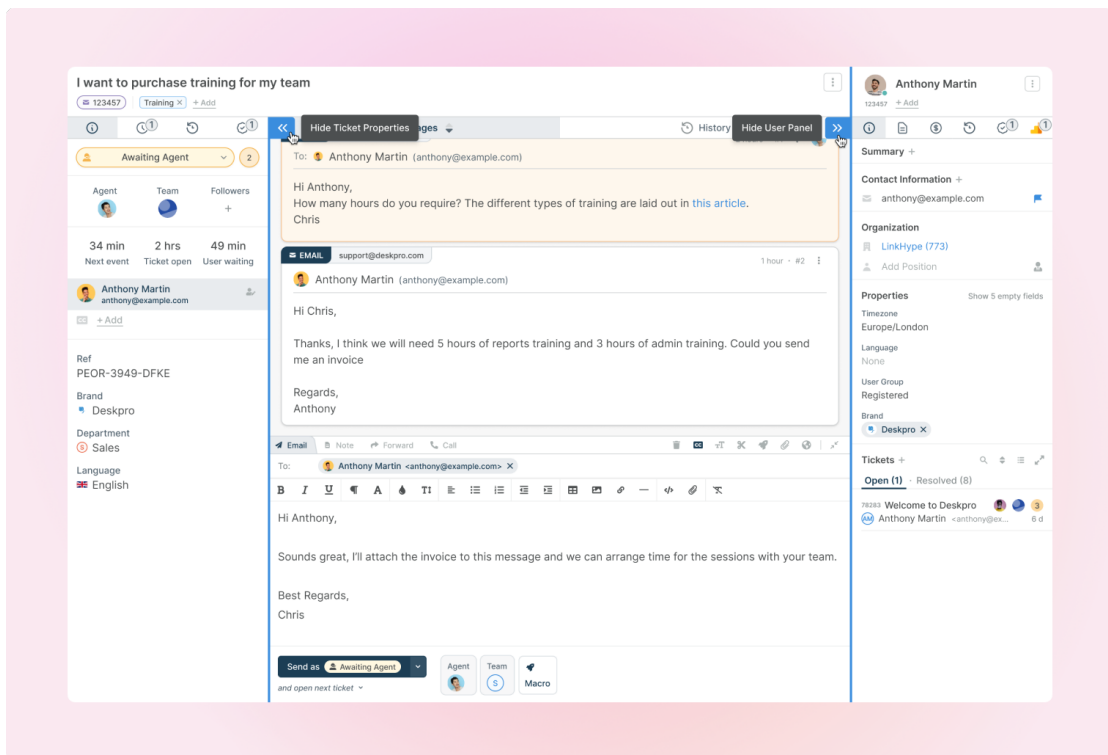 I want to purchase training for my team
123457 Training × + Add
1 1
Awaiting Agent 2
Agent Team Followers
+
34 min 2 hrs 49 min
Next event Ticket open User waiting
Anthony Martin
anthony@example.com
CC + Add
Ref
PEOR-3949-DFKE
Brand
Deskpro
Department
S Sales
Language
English
Hide Ticket Properties ages History Hide User Panel
To: Anthony Martin (anthony@example.com)
Hi Anthony,
How many hours do you require? The different types of training are laid out in this article.
Chris
EMAIL support@deskpro.com 1 hour - #2
Anthony Martin (anthony@example.com)
Hi Chris,
Thanks, I think we will need 5 hours of reports training and 3 hours of admin training. Could you send
me an invoice
Regards,
Anthony
Email Note Forward Call CC TT
To: Anthony Martin <anthony@example.com> ×
B I U ¶ A T
Hi Anthony,
Sounds great, I'll attach the invoice to this message and we can arrange time for the sessions with your team.
Best Regards,
Chris
Send as Awaiting Agent
and open next ticket
Agent Team
S Macro
Anthony Martin
123457 + Add
$ 1 1
Summary +
Contact Information +
anthony@example.com
Organization
LinkHype (773)
Add Position
Properties Show 5 empty fields
Timezone
Europe/London
Language
None
User Group
Registered
Brand
Deskpro ×
Tickets +
Open (1) - Resolved (8)
78283 Welcome to Deskpro 3
AM Anthony Martin <anthony@ex... 6 d